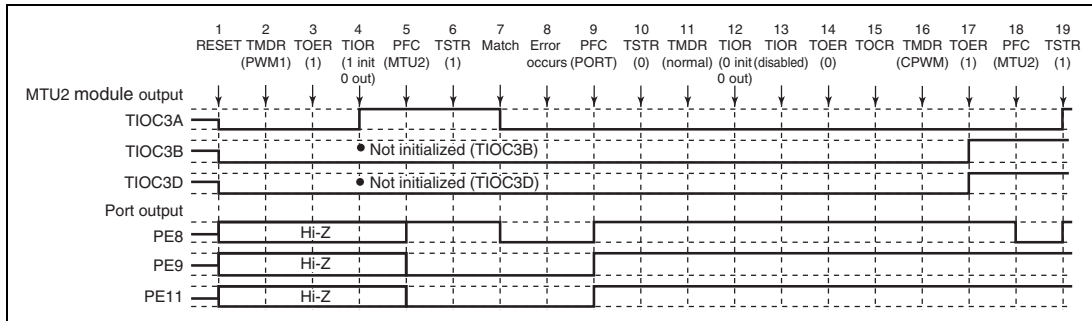 1 2 3 4 5 6 7 8 9 10 11 12 13 14 15 16 17 18 19
RESET TMDR TOER TIOR PFC TSTR Match Error PFC TSTR TMDR TIOR TIOR TOER TOCR TMDR TOER PFC TSTR
(PWM1) (1) (1 init (MTU2) (1) occurs (PORT) (0) (normal) (0 init (disabled) (0) (CPWM) (1) (MTU2) (1)
0 out) 0 out)
MTU2 module output
TIOC3A
TIOC3B • Not initialized (TIOC3B)
TIOC3D • Not initialized (TIOC3D)
Port output
PE8 Hi-Z
PE9 Hi-Z
PE11 Hi-Z